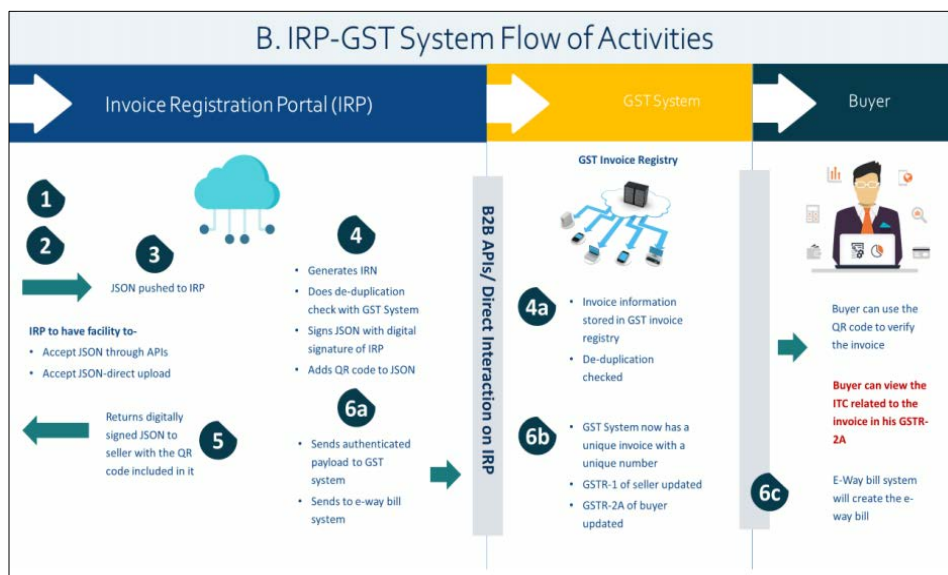 B. IRP-GST System Flow of Activities
Invoice Registration Portal (IRP)
GST System
Buyer
1
2
3
JSON pushed to IRP
IRP to have facility to-
• Accept JSON through APIs
• Accept JSON-direct upload
Returns digitally
signed JSON to
seller with the QR
code included in it
5
4
• Generates IRN
• Does de-duplication
check with GST System
• Signs JSON with digital
signature of IRP
• Adds QR code to JSON
6a
• Sends authenticated
payload to GST
system
• Sends to e-way bill
system
B2B APIs/ Direct Interaction on IRP
GST Invoice Registry
4a
• Invoice information
stored in GST invoice
registry
• De-duplication
checked
6b
• GST System now has a
unique invoice with a
unique number
• GSTR-1 of seller updated
• GSTR-2A of buyer
updated
Buyer can use the
QR code to verify
the invoice
Buyer can view the
ITC related to the
invoice in his GSTR-
2A
6c
E-Way bill system
will create the e-
way bill